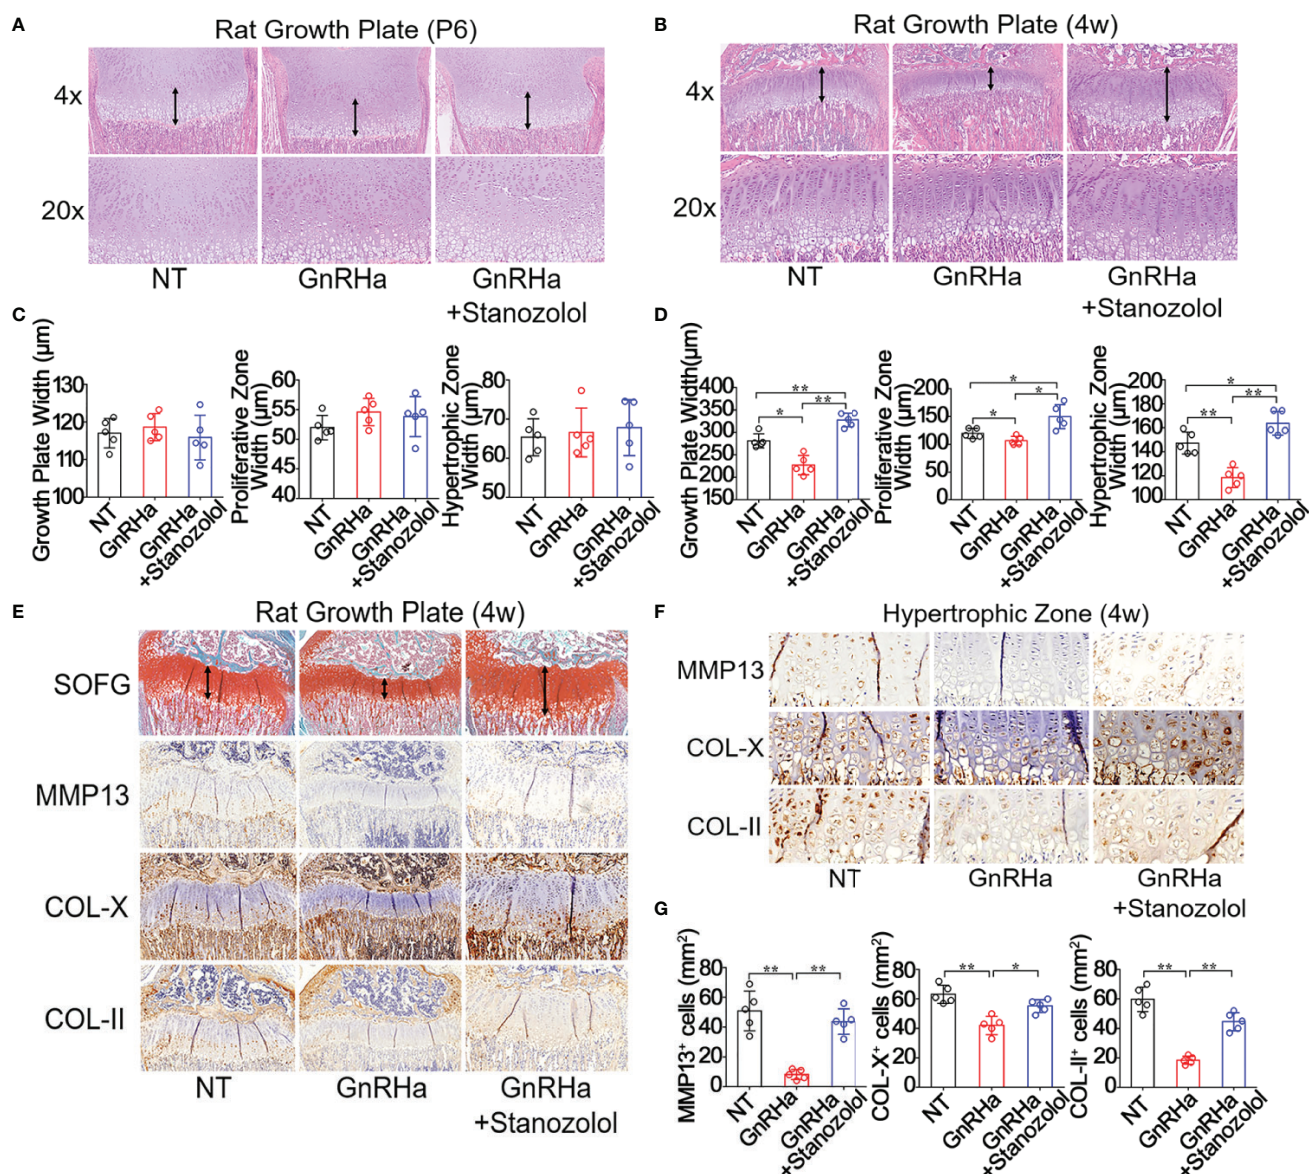 A
Rat Growth Plate (P6)
4x
20x
NT
GnRHa
GnRHa
+Stanozolol
B
Rat Growth Plate (4w)
4x
20x
NT
GnRHa
GnRHa
+Stanozolol
C
Growth Plate Width (μm)
130
120
110
100
NT
GnRHa
GnRHa
+Stanozolol
Proliferative Zone
Width (μm)
60
55
50
45
40
NT
GnRHa
GnRHa
+Stanozolol
Hypertrophic Zone
Width (μm)
80
70
60
50
NT
GnRHa
GnRHa
+Stanozolol
D
Growth Plate Width(μm)
400
350
300
250
200
150
**
*
**
NT
GnRHa
GnRHa
+Stanozolol
Proliferative Zone
Width (μm)
200
150
100
50
0
*
*
*
NT
GnRHa
GnRHa
+Stanozolol
Hypertrophic Zone
Width (μm)
200
180
160
140
120
100
*
**
**
NT
GnRHa
GnRHa
+Stanozolol
E
Rat Growth Plate (4w)
SOFG
MMP13
COL-X
COL-II
NT
GnRHa
GnRHa
+Stanozolol
F
Hypertrophic Zone (4w)
MMP13
COL-X
COL-II
NT
GnRHa
GnRHa
+Stanozolol
G
MMP13⁺ cells (mm²)
80
60
40
20
0
**
**
NT
GnRHa
GnRHa
+Stanozolol
COL-X⁺ cells (mm²)
80
60
40
20
0
**
*
NT
GnRHa
GnRHa
+Stanozolol
COL-II⁺ cells (mm²)
80
60
40
20
0
**
**
NT
GnRHa
GnRHa
+Stanozolol